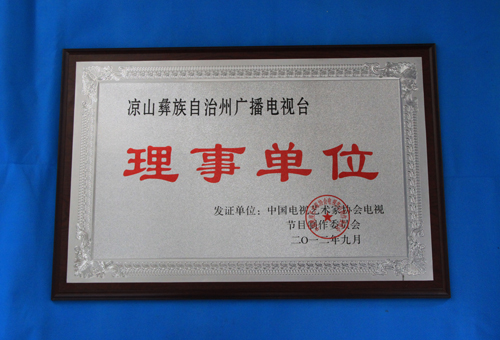 凉山彝族自治州广播电视台
理事单位
发证单位：中国电视艺术家协会电视
节目制作委员会
二〇一二年九月